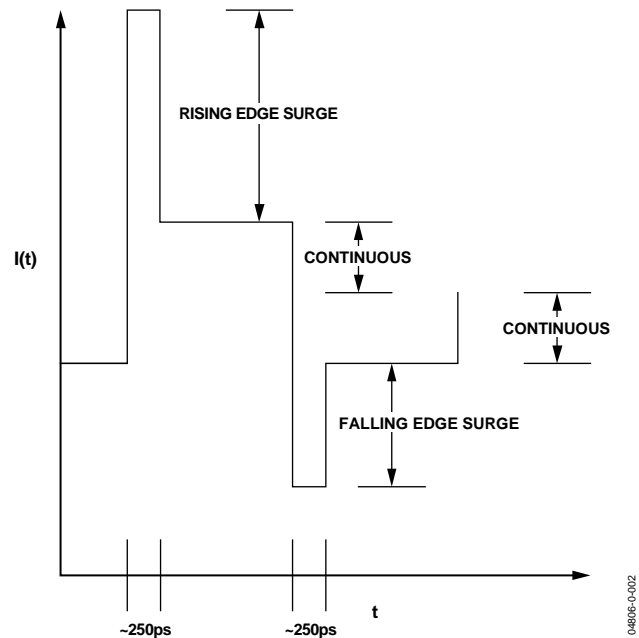 RISING EDGE SURGE
I(t)
CONTINUOUS
CONTINUOUS
FALLING EDGE SURGE
t
~250ps
~250ps
04806-0-002